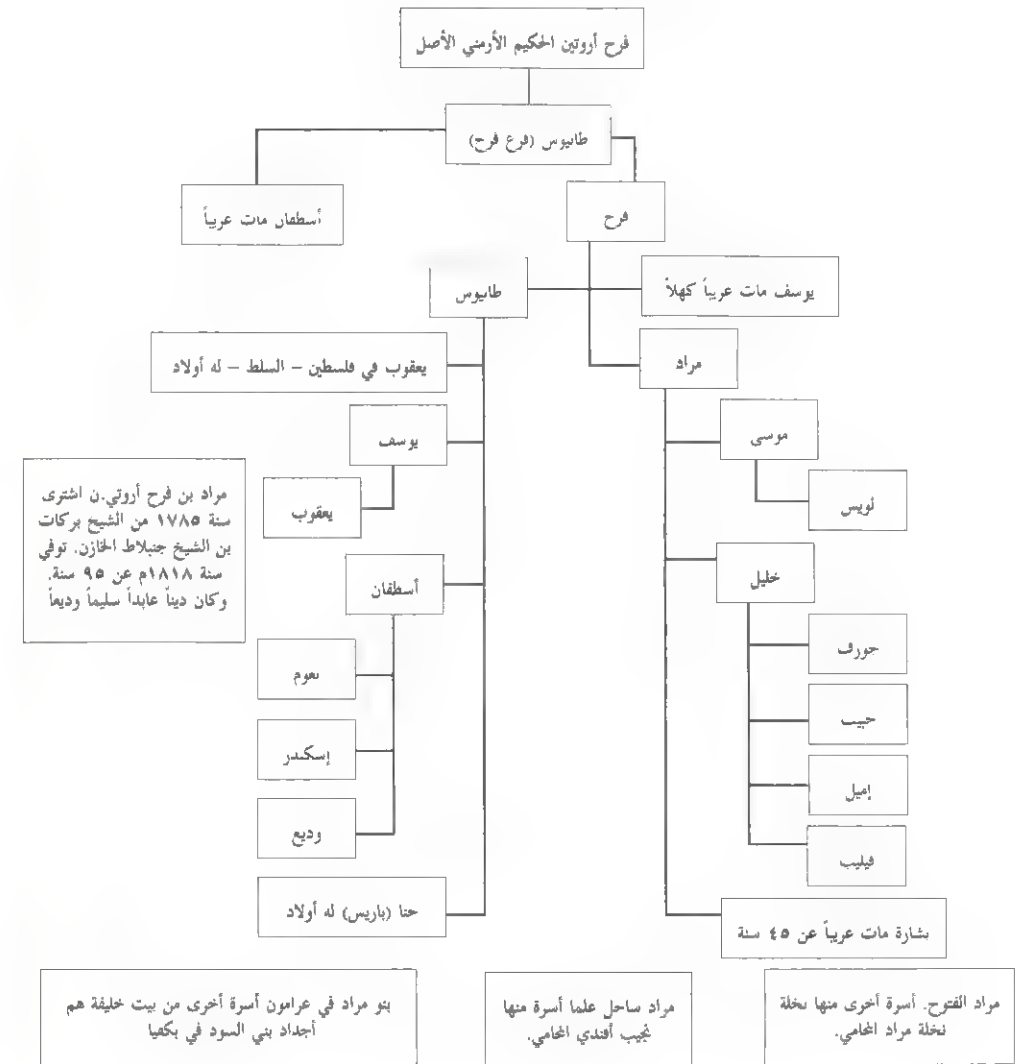 فرح أروتين الحكيم الأرمني الأصل
طانيوس (فرع فرح)
أسطفان مات عريباً
فرح
يوسف مات عريباً كهلاً
طانيوس
يعقوب في فلسطين – السلط – له أولاد
مراد
يوسف
موسى
يعقوب
لويس
مراد بن فرح أروتي.ن اشترى
سنة ١٧٨٥ من الشيخ بركات
بن الشيخ جنبلاط الخازن. توفي
سنة ١٨١٨م عن ٩٥ سنة.
وكان ديناً عابداً سليماً وديعاً
أسطفان
خليل
نعوم
جورف
إسكندر
حبيب
وديع
إميل
فيليب
حنا (باريس) له أولاد
بشارة مات عريباً عن ٤٥ سنة
مراد الفتوح. أسرة أخرى منها نخلة
نخلة مراد المحامي.
مراد ساحل علما أسرة منها
نجيب أفندي المحامي.
بنو مراد في عرامون أسرة أخرى من بيت خليفة هم
أجداد بني السود في بكفيا